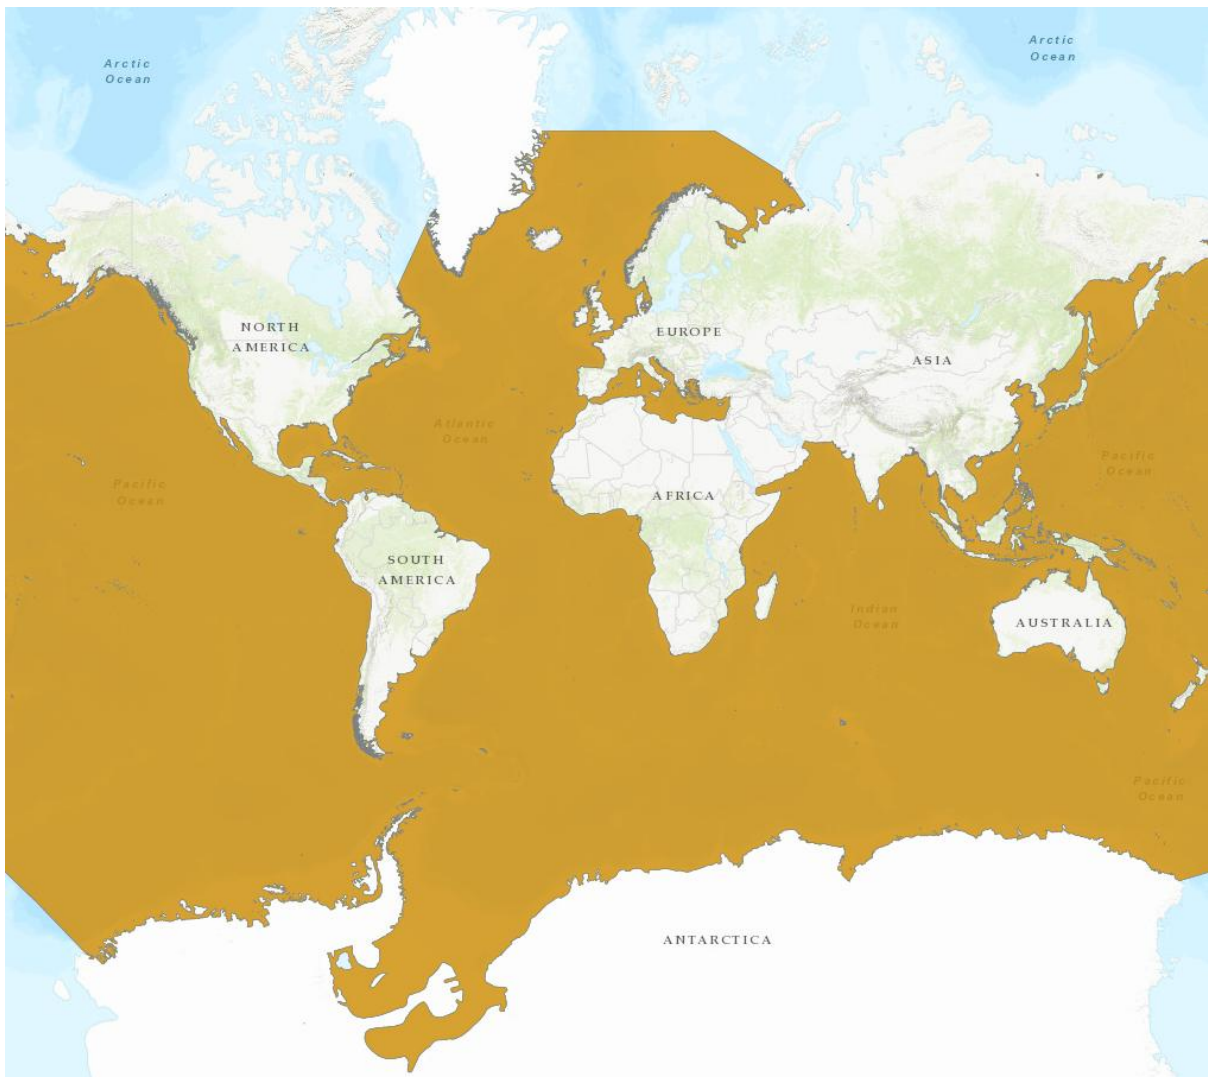 Arctic
Ocean
Arctic
Ocean
NORTH
AMERICA
EUROPE
ASIA
Atlantic
Ocean
Pacific
Ocean
Pacific
Ocean
AFRICA
SOUTH
AMERICA
Indian
Ocean
AUSTRALIA
Pacific
Ocean
ANTARCTICA